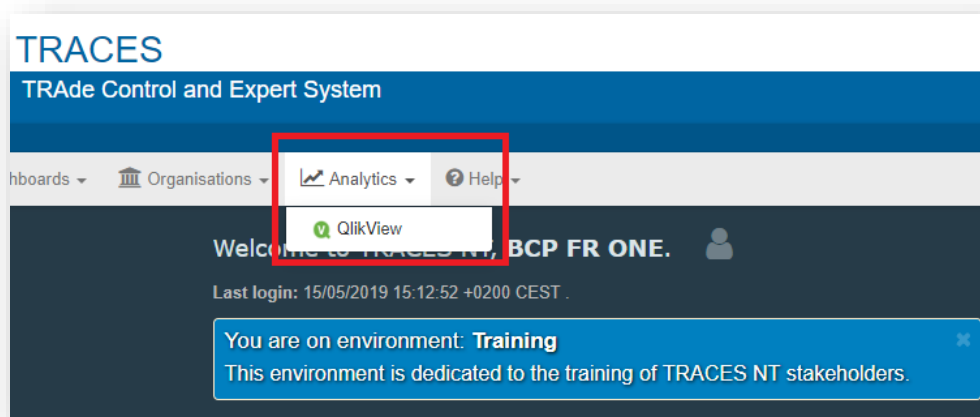 TRACES
TRAde Control and Expert System
hboards Organisations Analytics Help
QlikView
Welcome to TRACES NT, BCP FR ONE.
Last login: 15/05/2019 15:12:52 +0200 CEST .
You are on environment: Training
This environment is dedicated to the training of TRACES NT stakeholders.